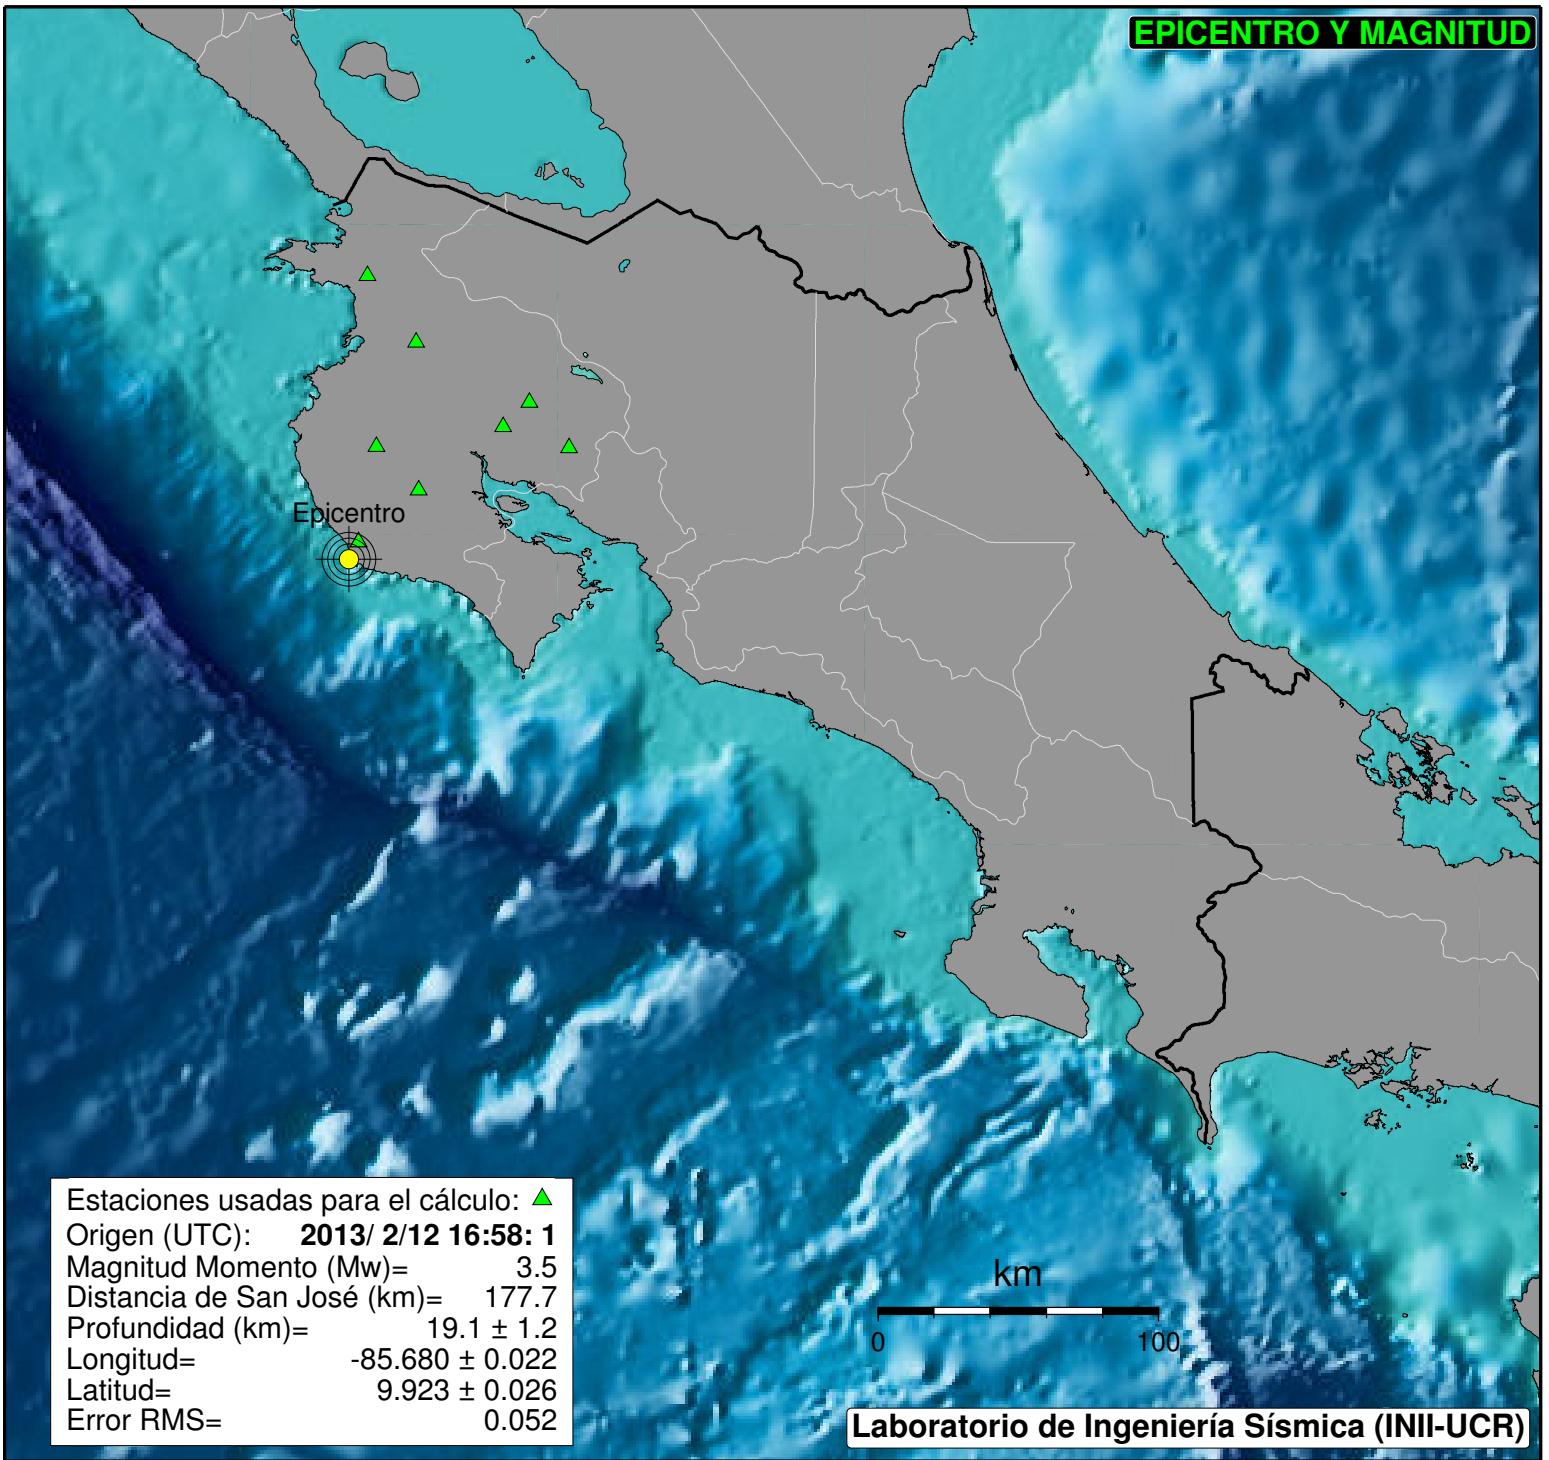 EPICENTRO Y MAGNITUD
Epicentro
Estaciones usadas para el cálculo:
Origen (UTC): 2013/ 2/12 16:58: 1
Magnitud Momento (Mw)= 3.5
Distancia de San José (km)= 177.7
Profundidad (km)= 19.1 ± 1.2
Longitud= -85.680 ± 0.022
Latitud= 9.923 ± 0.026
Error RMS= 0.052
km
0 100
Laboratorio de Ingeniería Sísmica (INII-UCR)